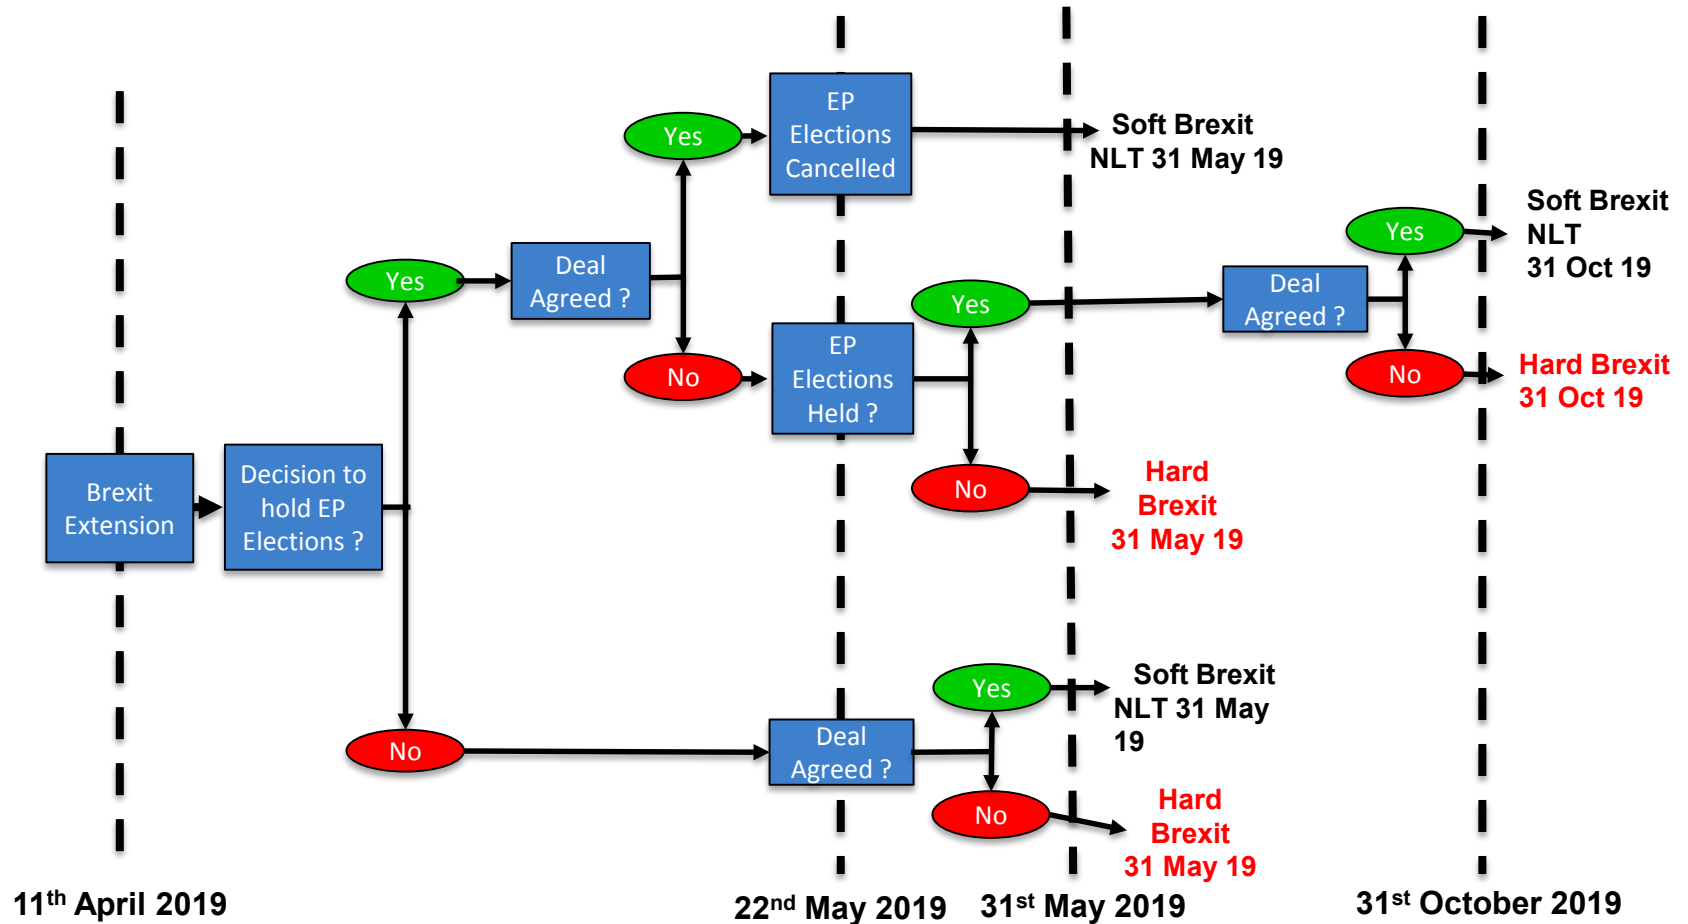 EP
Elections
Cancelled
Yes
Soft Brexit
NLT 31 May 19
Soft Brexit
NLT
31 Oct 19
Yes
Yes
Deal
Agreed ?
Yes
Deal
Agreed ?
No
EP
Elections
Held ?
No
Hard Brexit
31 Oct 19
Brexit
Extension
Decision to
hold EP
Elections ?
No
Hard
Brexit
31 May 19
Yes
Soft Brexit
NLT 31 May
19
No
Deal
Agreed ?
No
Hard
Brexit
31 May 19
11th April 2019
22nd May 2019
31st May 2019
31st October 2019